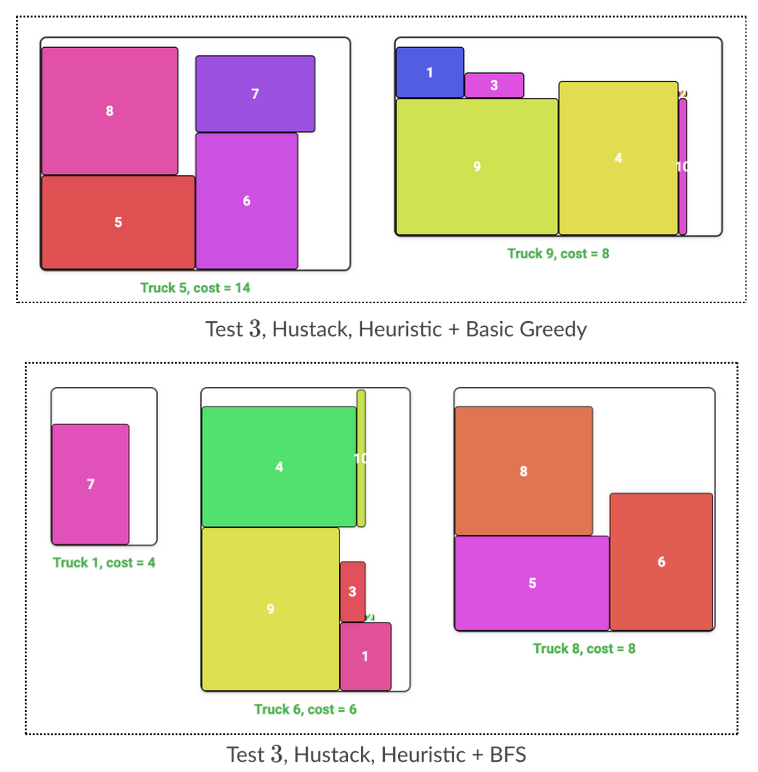 8
7
5
6
Truck 5, cost = 14
1
3
9
4
10
Truck 9, cost = 8
Test 3, Hustack, Heuristic + Basic Greedy
7
Truck 1, cost = 4
4
10
9
3
1
Truck 6, cost = 6
8
5
6
Truck 8, cost = 8
Test 3, Hustack, Heuristic + BFS